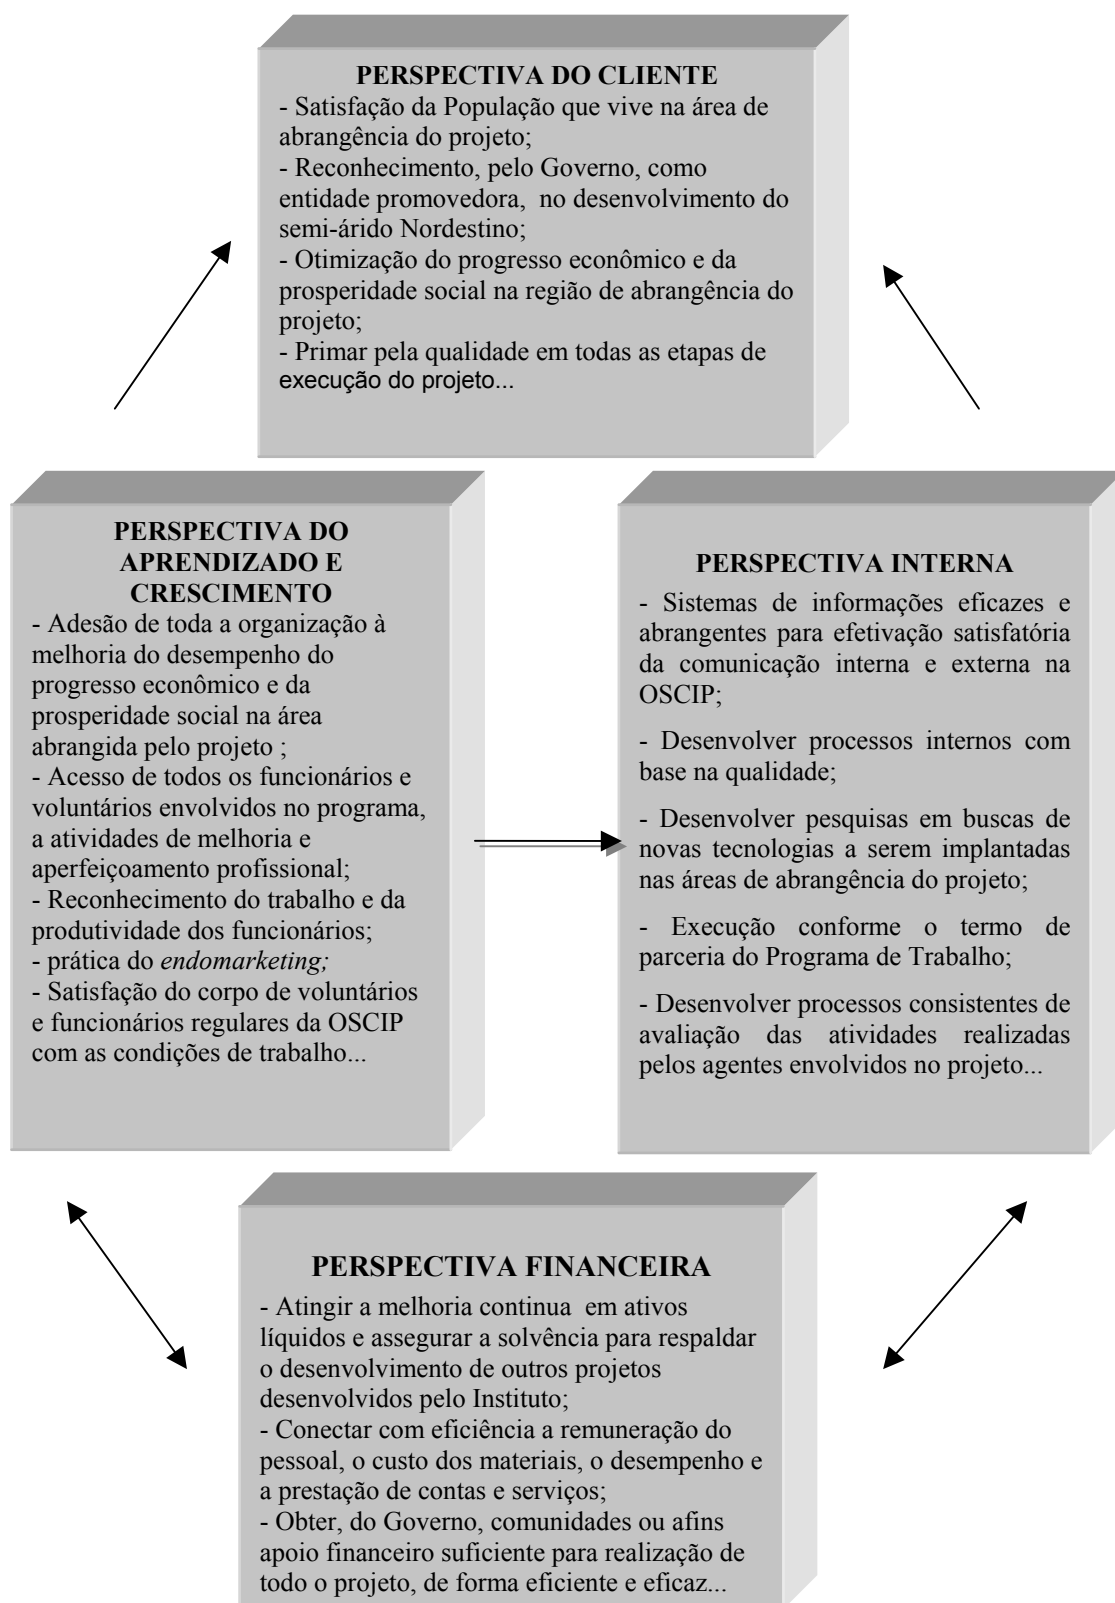 PERSPECTIVA DO CLIENTE
- Satisfação da População que vive na área de
abrangência do projeto;
- Reconhecimento, pelo Governo, como
entidade promovedora, no desenvolvimento do
semi-árido Nordestino;
- Otimização do progresso econômico e da
prosperidade social na região de abrangência do
projeto;
- Primar pela qualidade em todas as etapas de
execução do projeto...
PERSPECTIVA DO
APRENDIZADO E
CRESCIMENTO
- Adesão de toda a organização à
melhoria do desempenho do
progresso econômico e da
prosperidade social na área
abrangida pelo projeto ;
- Acesso de todos os funcionários e
voluntários envolvidos no programa,
a atividades de melhoria e
aperfeiçoamento profissional;
- Reconhecimento do trabalho e da
produtividade dos funcionários;
- prática do endomarketing;
- Satisfação do corpo de voluntários
e funcionários regulares da OSCIP
com as condições de trabalho...
PERSPECTIVA INTERNA
- Sistemas de informações eficazes e
abrangentes para efetivação satisfatória
da comunicação interna e externa na
OSCIP;
- Desenvolver processos internos com
base na qualidade;
- Desenvolver pesquisas em buscas de
novas tecnologias a serem implantadas
nas áreas de abrangência do projeto;
- Execução conforme o termo de
parceria do Programa de Trabalho;
- Desenvolver processos consistentes de
avaliação das atividades realizadas
pelos agentes envolvidos no projeto...
PERSPECTIVA FINANCEIRA
- Atingir a melhoria continua em ativos
líquidos e assegurar a solvência para respaldar
o desenvolvimento de outros projetos
desenvolvidos pelo Instituto;
- Conectar com eficiência a remuneração do
pessoal, o custo dos materiais, o desempenho e
a prestação de contas e serviços;
- Obter, do Governo, comunidades ou afins
apoio financeiro suficiente para realização de
todo o projeto, de forma eficiente e eficaz...